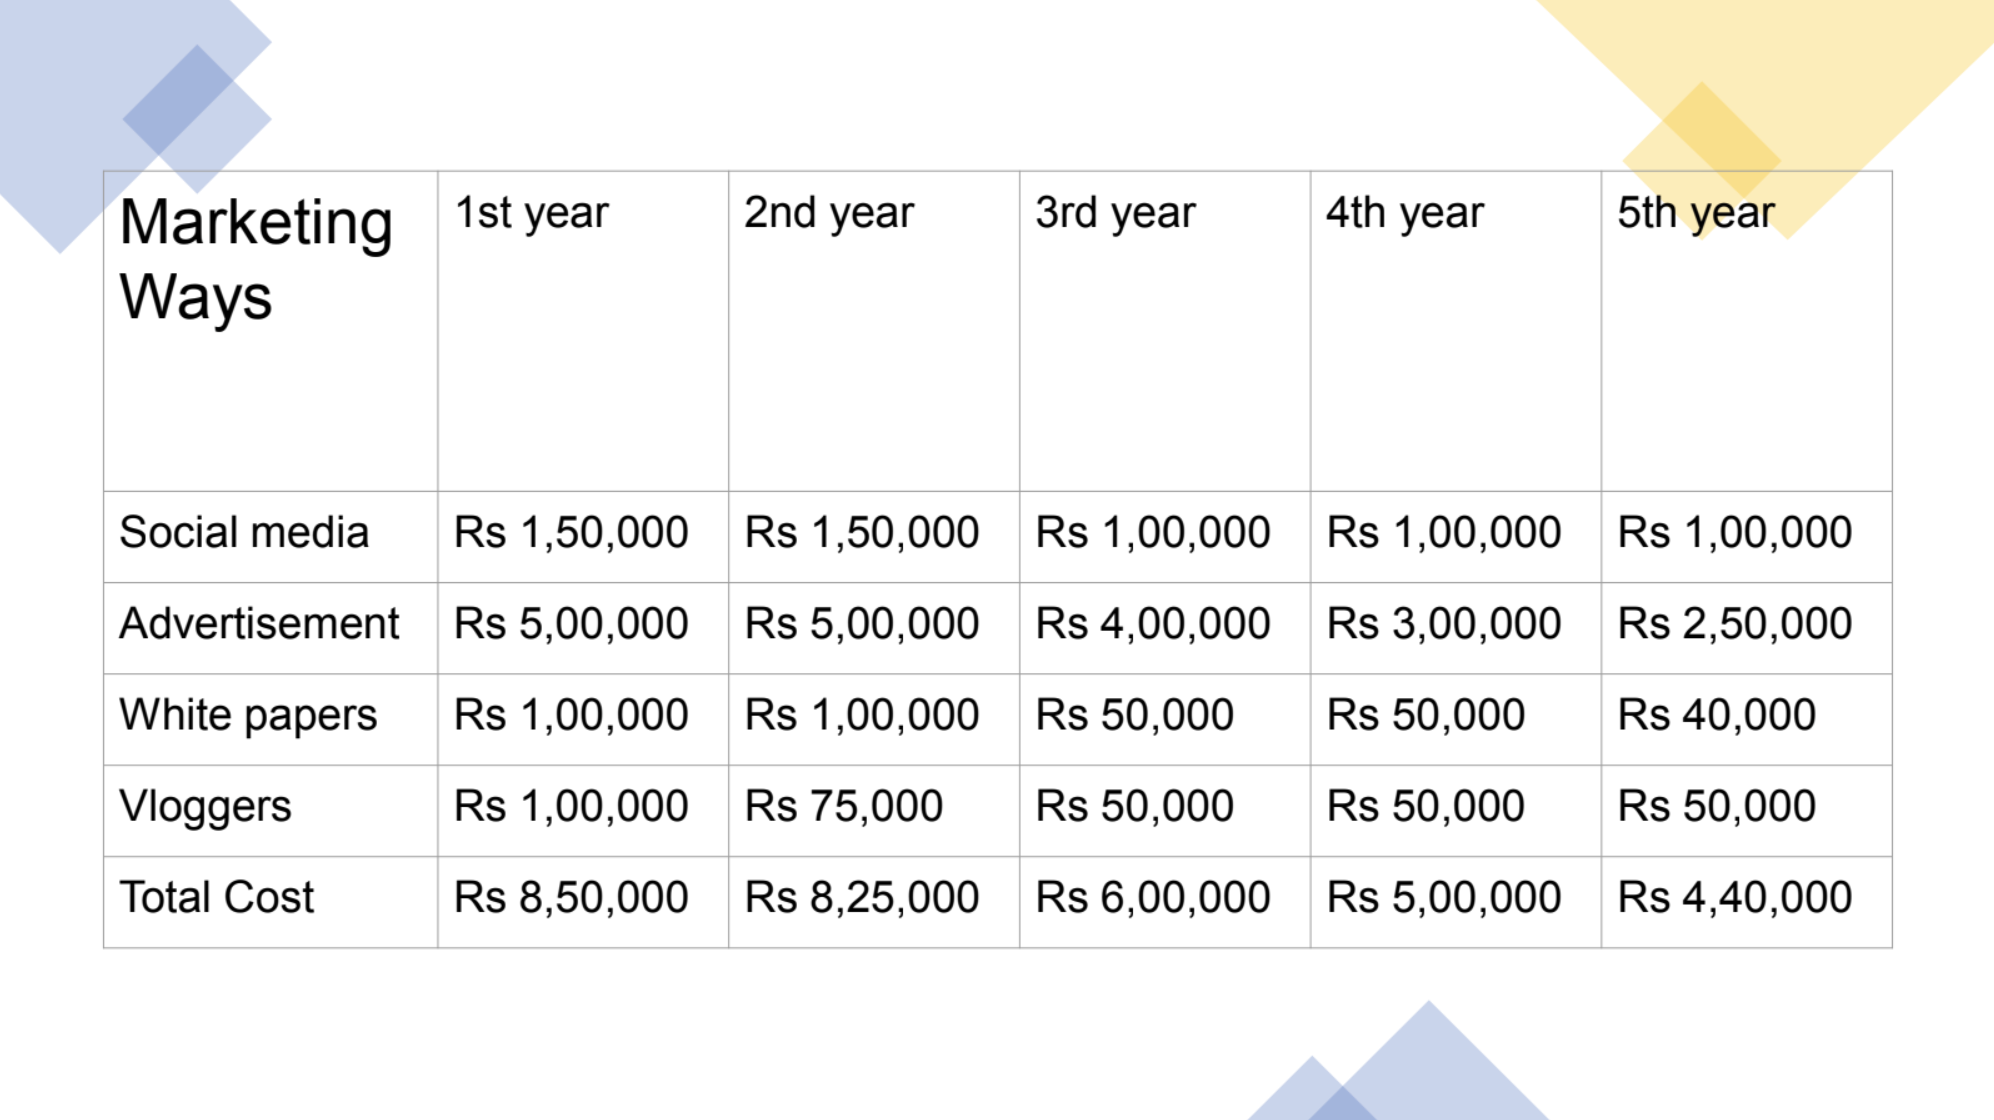 Marketing Ways 1st year 2nd year 3rd year 4th year 5th year
Social media Rs 1,50,000 Rs 1,50,000 Rs 1,00,000 Rs 1,00,000 Rs 1,00,000
Advertisement Rs 5,00,000 Rs 5,00,000 Rs 4,00,000 Rs 3,00,000 Rs 2,50,000
White papers Rs 1,00,000 Rs 1,00,000 Rs 50,000 Rs 50,000 Rs 40,000
Vloggers Rs 1,00,000 Rs 75,000 Rs 50,000 Rs 50,000 Rs 50,000
Total Cost Rs 8,50,000 Rs 8,25,000 Rs 6,00,000 Rs 5,00,000 Rs 4,40,000